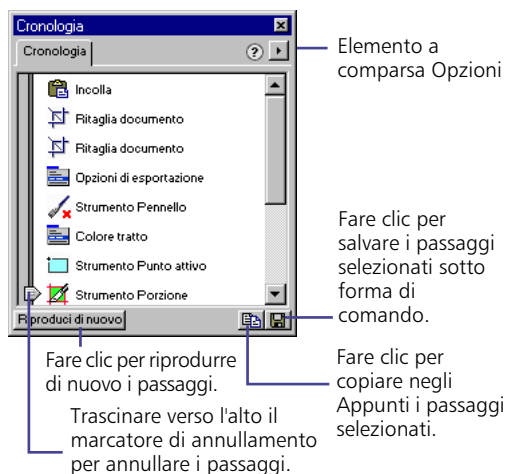 Cronologia
Cronologia
?
Incolla
Ritaglia documento
Ritaglia documento
Opzioni di esportazione
Strumento Pennello
Colore tratto
Strumento Punto attivo
Strumento Porzione
Riproduci di nuovo
Elemento a
comparsa Opzioni
Fare clic per
salvare i passaggi
selezionati sotto
forma di
comando.
Fare clic per
copiare negli
Appunti i passaggi
selezionati.
Fare clic per riprodurre
di nuovo i passaggi.
Trascinare verso l'alto il
marcatore di annullamento
per annullare i passaggi.